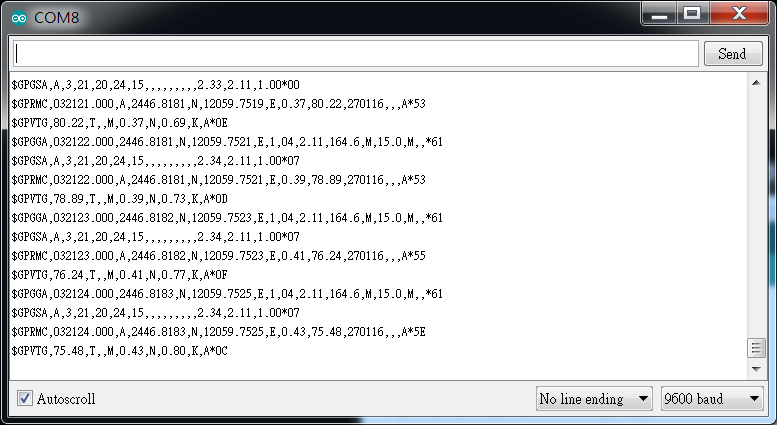 COM8
Send
$GPGSA,A,3,21,20,24,15,,,,,,,,,2.33,2.11,1.00*00
$GPRMC,032121.000,A,2446.8181,N,12059.7519,E,0.37,80.22,270116,,,A*53
$GPVTG,80.22,T,,M,0.37,N,0.69,K,A*0E
$GPGGA,032122.000,2446.8181,N,12059.7521,E,1,04,2.11,164.6,M,15.0,M,,*61
$GPGSA,A,3,21,20,24,15,,,,,,,,,2.34,2.11,1.00*07
$GPRMC,032122.000,A,2446.8181,N,12059.7521,E,0.39,78.89,270116,,,A*53
$GPVTG,78.89,T,,M,0.39,N,0.73,K,A*0D
$GPGGA,032123.000,2446.8182,N,12059.7523,E,1,04,2.11,164.6,M,15.0,M,,*61
$GPGSA,A,3,21,20,24,15,,,,,,,,,2.34,2.11,1.00*07
$GPRMC,032123.000,A,2446.8182,N,12059.7523,E,0.41,76.24,270116,,,A*55
$GPVTG,76.24,T,,M,0.41,N,0.77,K,A*0F
$GPGGA,032124.000,2446.8183,N,12059.7525,E,1,04,2.11,164.6,M,15.0,M,,*61
$GPGSA,A,3,21,20,24,15,,,,,,,,,2.34,2.11,1.00*07
$GPRMC,032124.000,A,2446.8183,N,12059.7525,E,0.43,75.48,270116,,,A*5E
$GPVTG,75.48,T,,M,0.43,N,0.80,K,A*0C
Autoscroll
No line ending
9600 baud